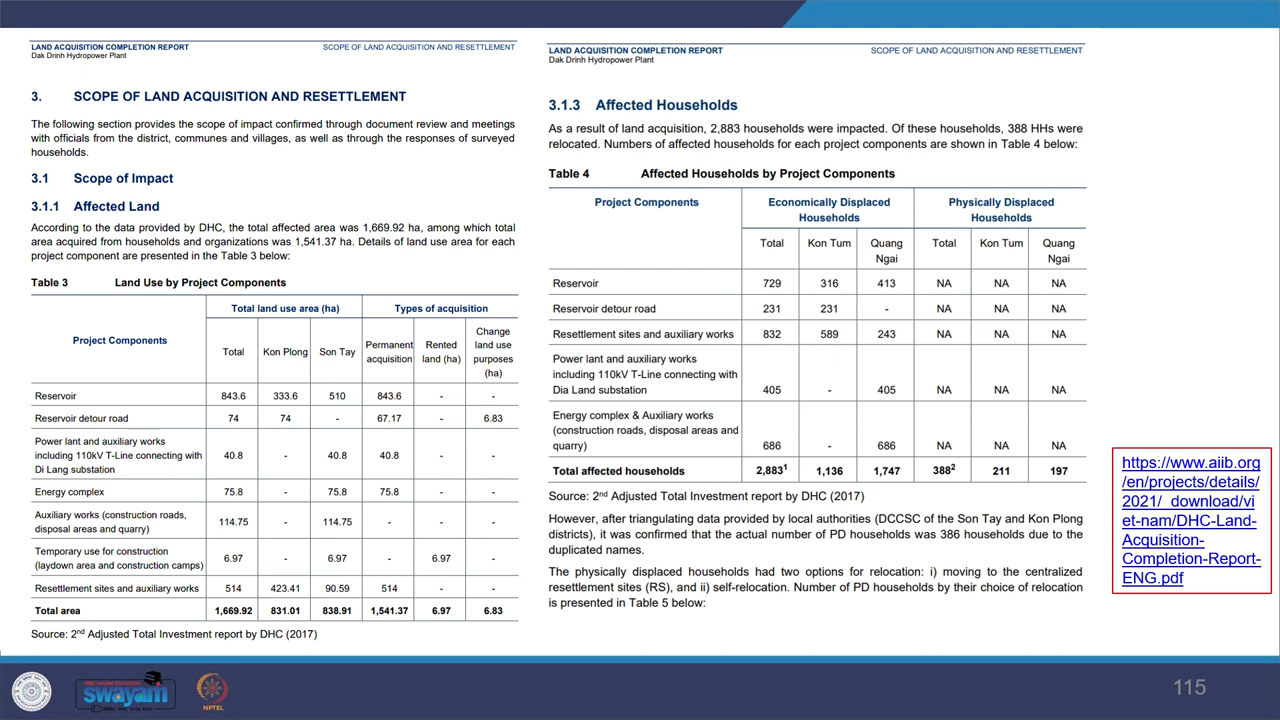 LAND ACQUISITION COMPLETION REPORT
Dak Drinh Hydropower Plant
SCOPE OF LAND ACQUISITION AND RESETTLEMENT
3. SCOPE OF LAND ACQUISITION AND RESETTLEMENT
The following section provides the scope of impact confirmed through document review and meetings
with officials from the district, communes and villages, as well as through the responses of surveyed
households.
3.1 Scope of Impact
3.1.1 Affected Land
According to the data provided by DHC, the total affected area was 1,669.92 ha, among which total
area acquired from households and organizations was 1,541.37 ha. Details of land use area for each
project component are presented in the Table 3 below:
Table 3 Land Use by Project Components
Project Components
Total land use area (ha) Types of acquisition
Total Kon Plong Son Tay
Permanent
acquisition
Rented
land (ha)
Change
land use
purposes
(ha)
Reservoir 843.6 333.6 510 843.6 - -
Reservoir detour road 74 74 - 67.17 - 6.83
Power lant and auxiliary works
including 110kV T-Line connecting with 40.8 - 40.8 40.8 - -
Di Lang substation
Energy complex 75.8 - 75.8 75.8 - -
Auxiliary works (construction roads,
disposal areas and quarry) 114.75 - 114.75 - - -
Temporary use for construction
(laydown area and construction camps) 6.97 - 6.97 - 6.97 -
Resettlement sites and auxiliary works 514 423.41 90.59 514 - -
Total area 1,669.92 831.01 838.91 1,541.37 6.97 6.83
Source: 2nd Adjusted Total Investment report by DHC (2017)
LAND ACQUISITION COMPLETION REPORT
Dak Drinh Hydropower Plant
SCOPE OF LAND ACQUISITION AND RESETTLEMENT
3.1.3 Affected Households
As a result of land acquisition, 2,883 households were impacted. Of these households, 388 HHs were
relocated. Numbers of affected households for each project components are shown in Table 4 below:
Table 4 Affected Households by Project Components
Project Components
Economically Displaced
Households
Physically Displaced
Households
Total Kon Tum Quang
Ngai
Total Kon Tum Quang
Ngai
Reservoir 729 316 413 NA NA NA
Reservoir detour road 231 231 - NA NA NA
Resettlement sites and auxiliary works 832 589 243 NA NA NA
Power lant and auxiliary works
including 110kV T-Line connecting with
Dia Land substation 405 - 405 NA NA NA
Energy complex & Auxiliary works
(construction roads, disposal areas and
quarry) 686 - 686 NA NA NA
Total affected households 2,883¹ 1,136 1,747 388² 211 197
Source: 2nd Adjusted Total Investment report by DHC (2017)
However, after triangulating data provided by local authorities (DCCSC of the Son Tay and Kon Plong
districts), it was confirmed that the actual number of PD households was 386 households due to the
duplicated names.
The physically displaced households had two options for relocation: i) moving to the centralized
resettlement sites (RS), and ii) self-relocation. Number of PD households by their choice of relocation
is presented in Table 5 below:
https://www.aiib.org
/en/projects/details/
2021/_download/vi
et-nam/DHC-Land-
Acquisition-
Completion-Report-
ENG.pdf
swayam
NPTEL
115